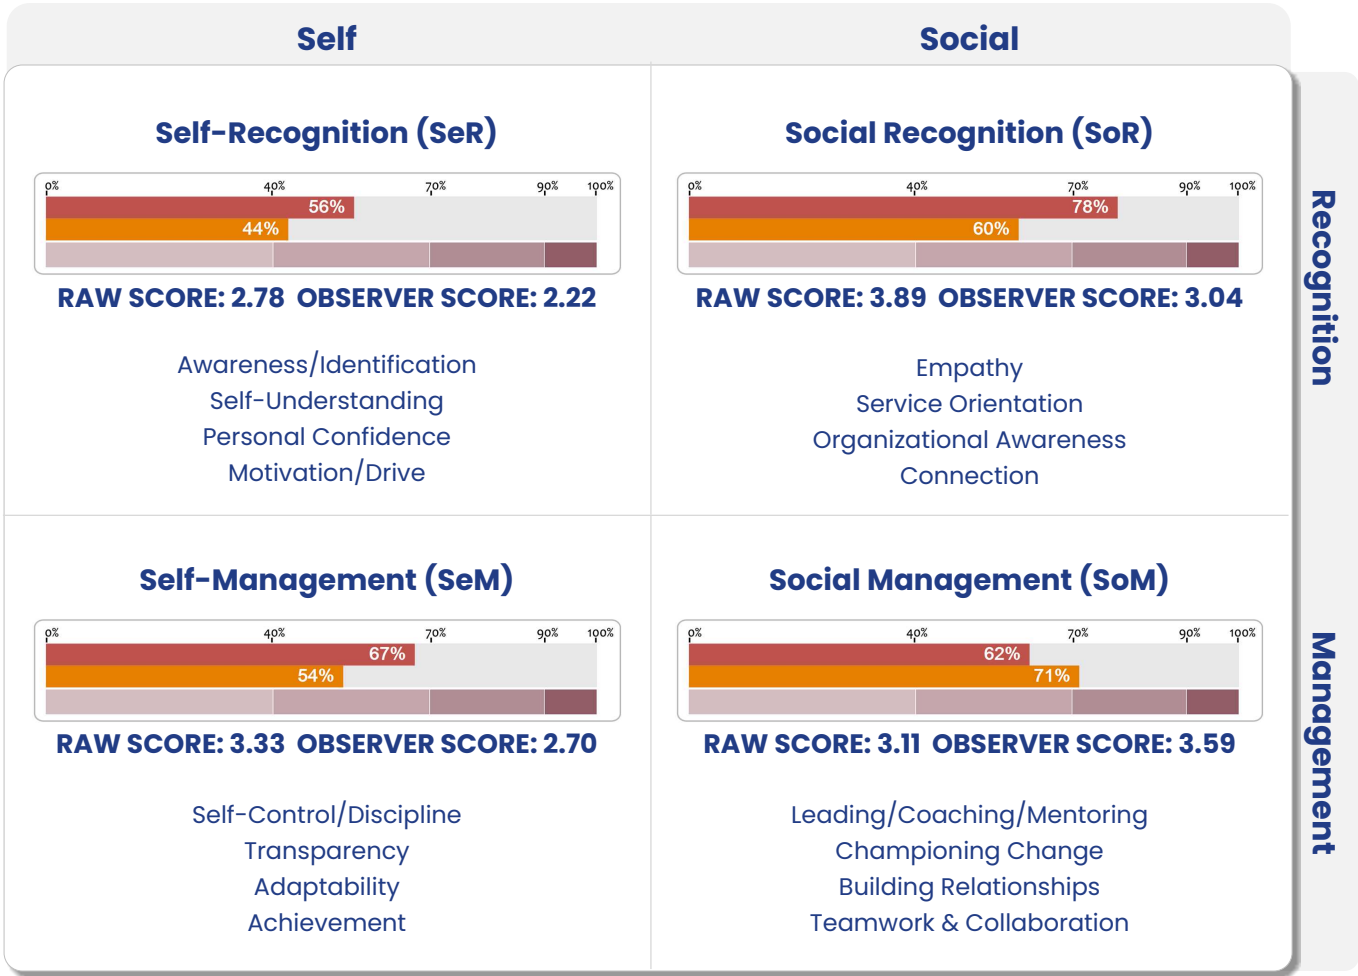 Self
Social
Self-Recognition (SeR)
0% 40% 70% 90% 100%
56%
44%
RAW SCORE: 2.78 OBSERVER SCORE: 2.22
Awareness/Identification
Self-Understanding
Personal Confidence
Motivation/Drive
Social Recognition (SoR)
0% 40% 70% 90% 100%
78%
60%
RAW SCORE: 3.89 OBSERVER SCORE: 3.04
Empathy
Service Orientation
Organizational Awareness
Connection
Recognition
Self-Management (SeM)
0% 40% 70% 90% 100%
67%
54%
RAW SCORE: 3.33 OBSERVER SCORE: 2.70
Self-Control/Discipline
Transparency
Adaptability
Achievement
Social Management (SoM)
0% 40% 70% 90% 100%
62%
71%
RAW SCORE: 3.11 OBSERVER SCORE: 3.59
Leading/Coaching/Mentoring
Championing Change
Building Relationships
Teamwork & Collaboration
Management